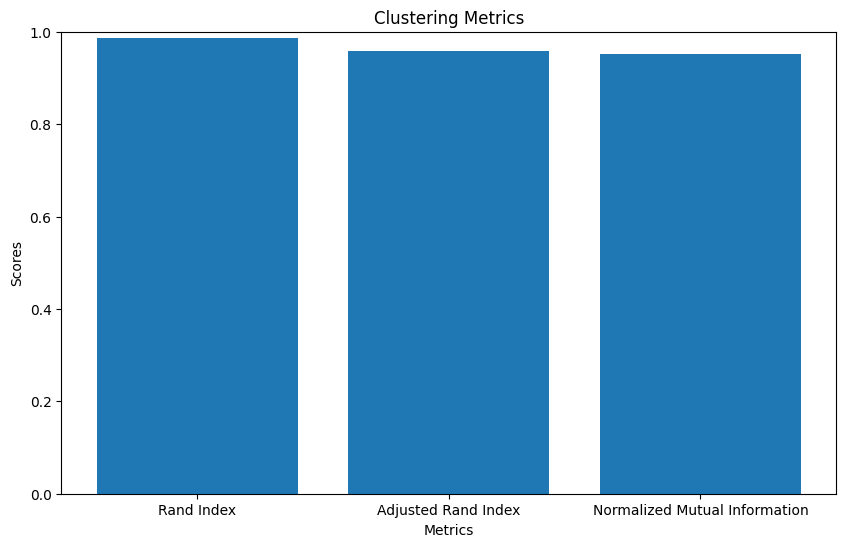 Clustering Metrics
1.0
0.8
0.6
0.4
0.2
0.0
Scores
Rand Index
Adjusted Rand Index
Normalized Mutual Information
Metrics